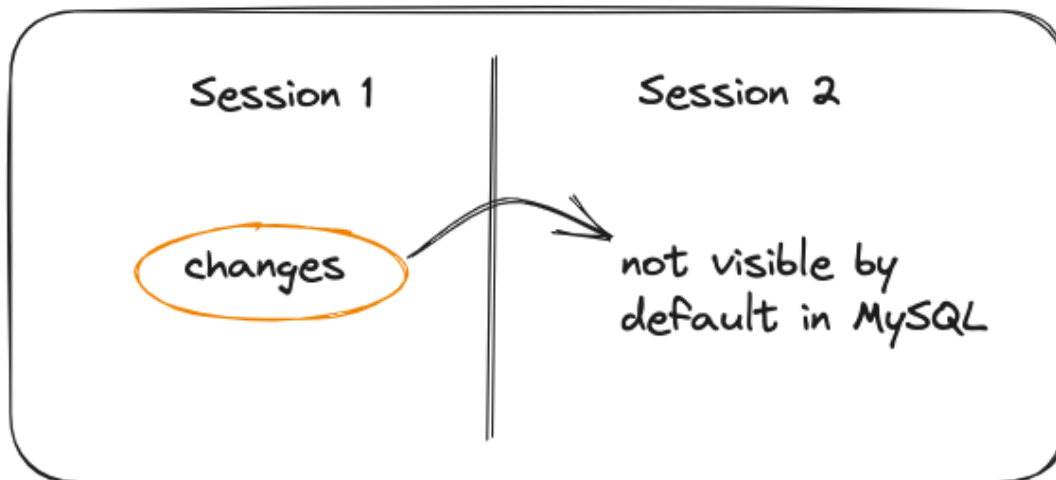 Session 1
Session 2
changes
not visible by
default in MySQL